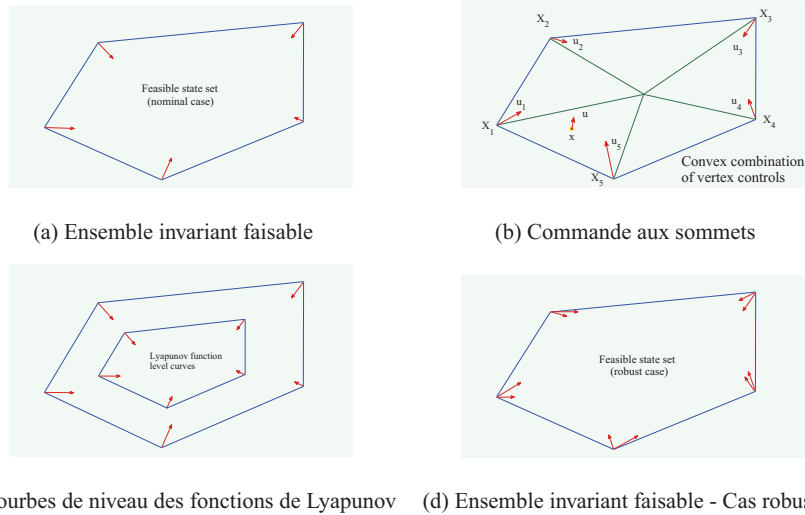 Feasible state set
(nominal case)
X2
X3
u2
u3
u1
u
u4
X1
x
u5
X4
X5
Convex combination
of vertex controls
(a) Ensemble invariant faisable
(b) Commande aux sommets
Lyapunov function
level curves
Feasible state set
(robust case)
ourbes de niveau des fonctions de Lyapunov
(d) Ensemble invariant faisable - Cas robus